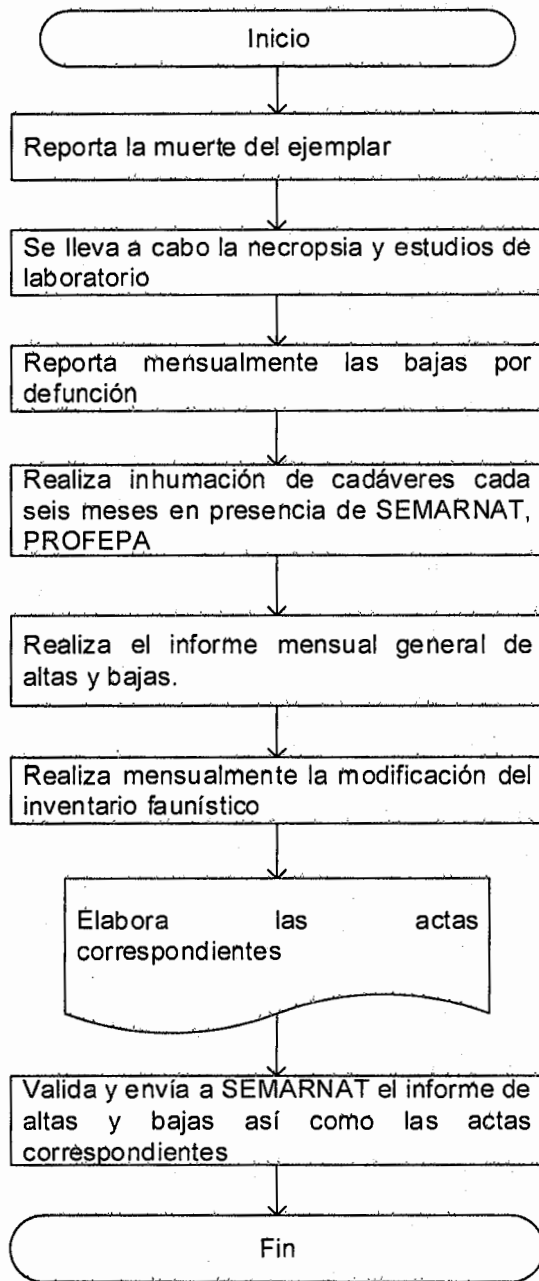 Inicio
Reporta la muerte del ejemplar
Se lleva a cabo la necropsia y estudios de
laboratorio
Reporta mensualmente las bajas por
defunción
Realiza inhumación de cadáveres cada
seis meses en presencia de SEMARNAT,
PROFEPA
Realiza el informe mensual general de
altas y bajas.
Realiza mensualmente la modificación del
inventario faunístico
Elabora las actas
correspondientes
Valida y envía a SEMARNAT el informe de
altas y bajas así como las actas
correspondientes
Fin